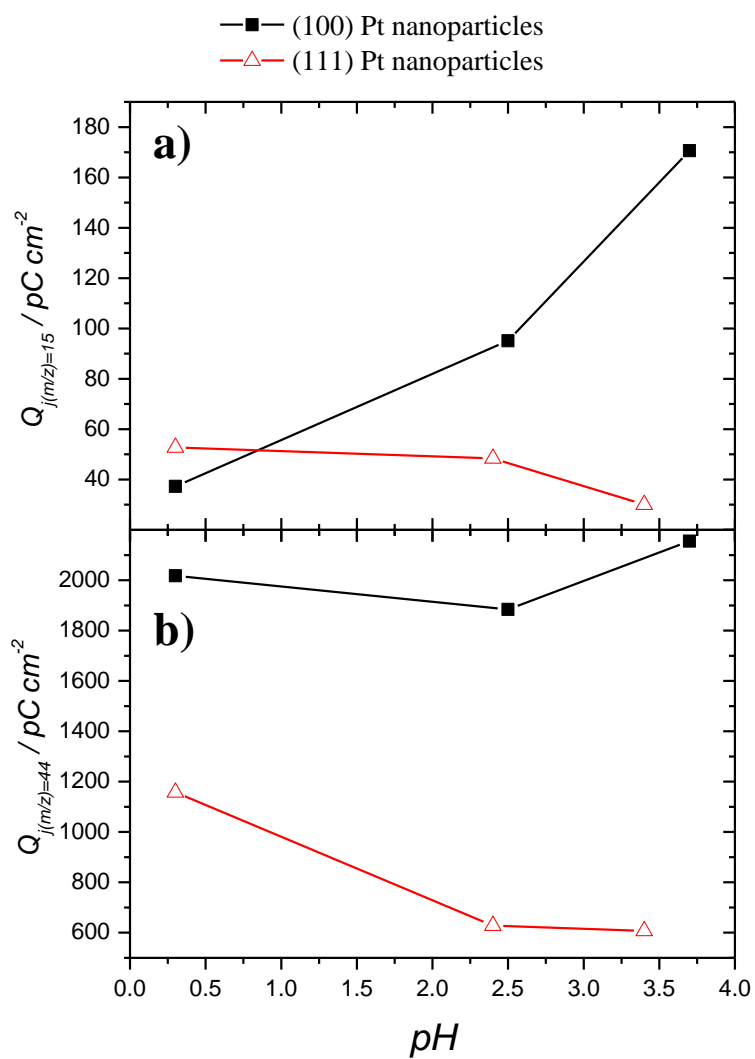 (100) Pt nanoparticles
(111) Pt nanoparticles
a)
180
160
140
120
100
80
60
40
Q j(m/z)=15 / pC cm-2
b)
2000
1800
1600
1400
1200
1000
800
600
Q j(m/z)=44 / pC cm-2
0.0 0.5 1.0 1.5 2.0 2.5 3.0 3.5 4.0
pH